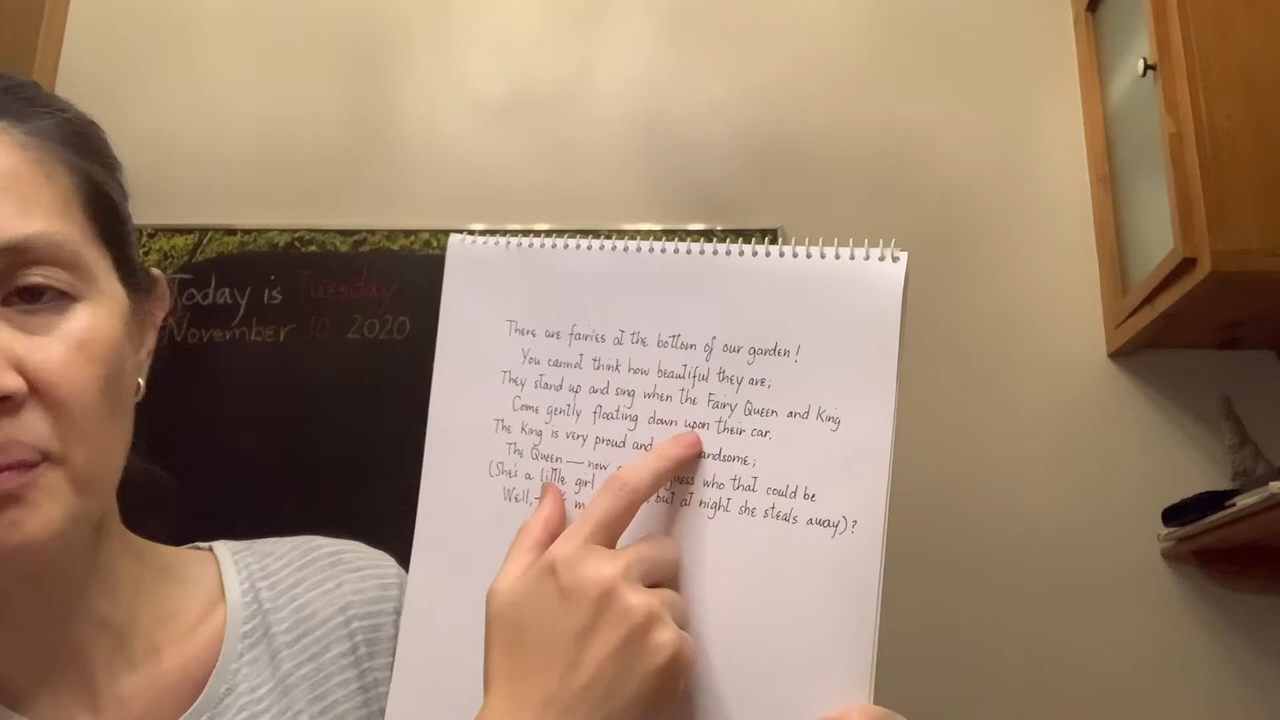 Today is Tuesday
November 10 2020
There are fairies at the bottom of our garden!
You cannot think how beautiful they are;
They stand up and sing when the Fairy Queen and King
Come gently floating down upon their car.
The King is very proud and andsome;
The Queen — now guess who that could be
(She's a little girl but at night she steals away)?
Well, —